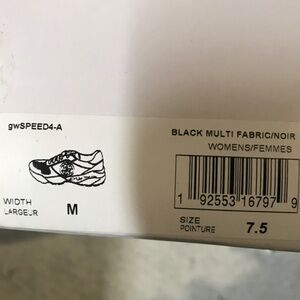 gwSPEED4-A
BLACK MULTI FABRIC/NOIR
WOMENS/FEMMES
WIDTH
LARGEUR
M
1 92553 16797 9
SIZE
POINTURE
7.5